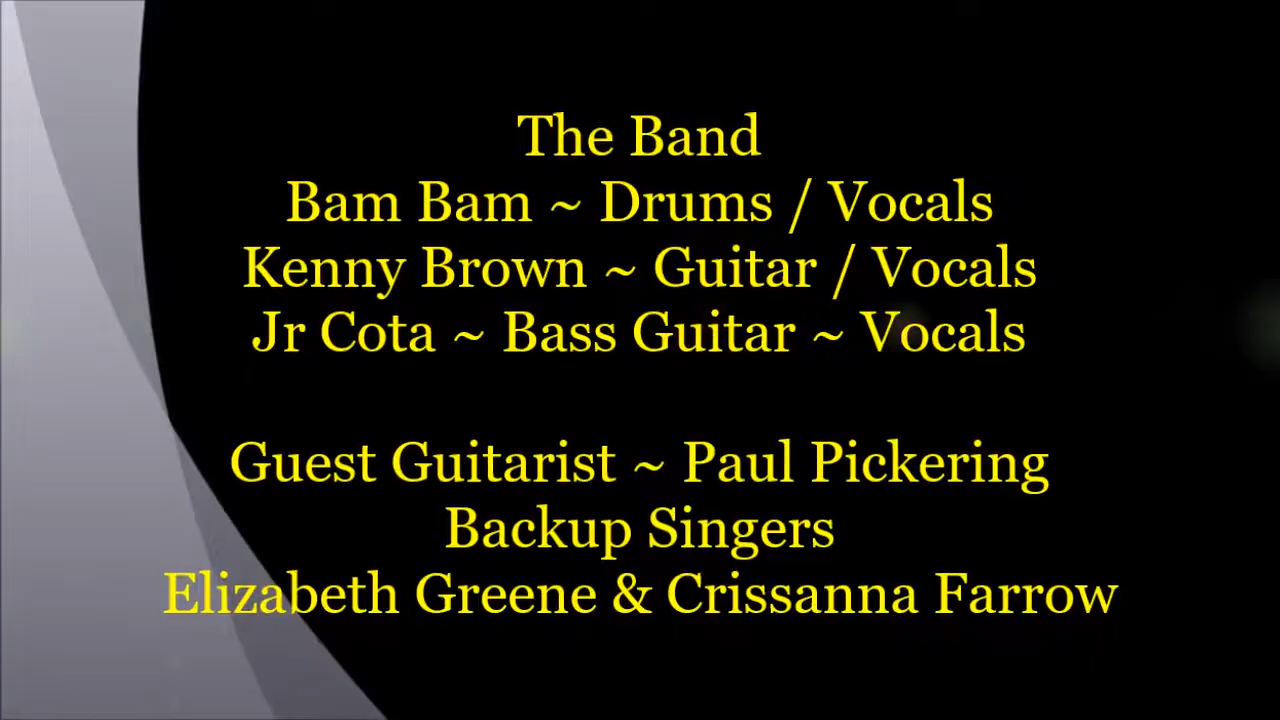 The Band
Bam Bam ~ Drums / Vocals
Kenny Brown ~ Guitar / Vocals
Jr Cota ~ Bass Guitar ~ Vocals
Guest Guitarist ~ Paul Pickering
Backup Singers
Elizabeth Greene & Crissanna Farrow